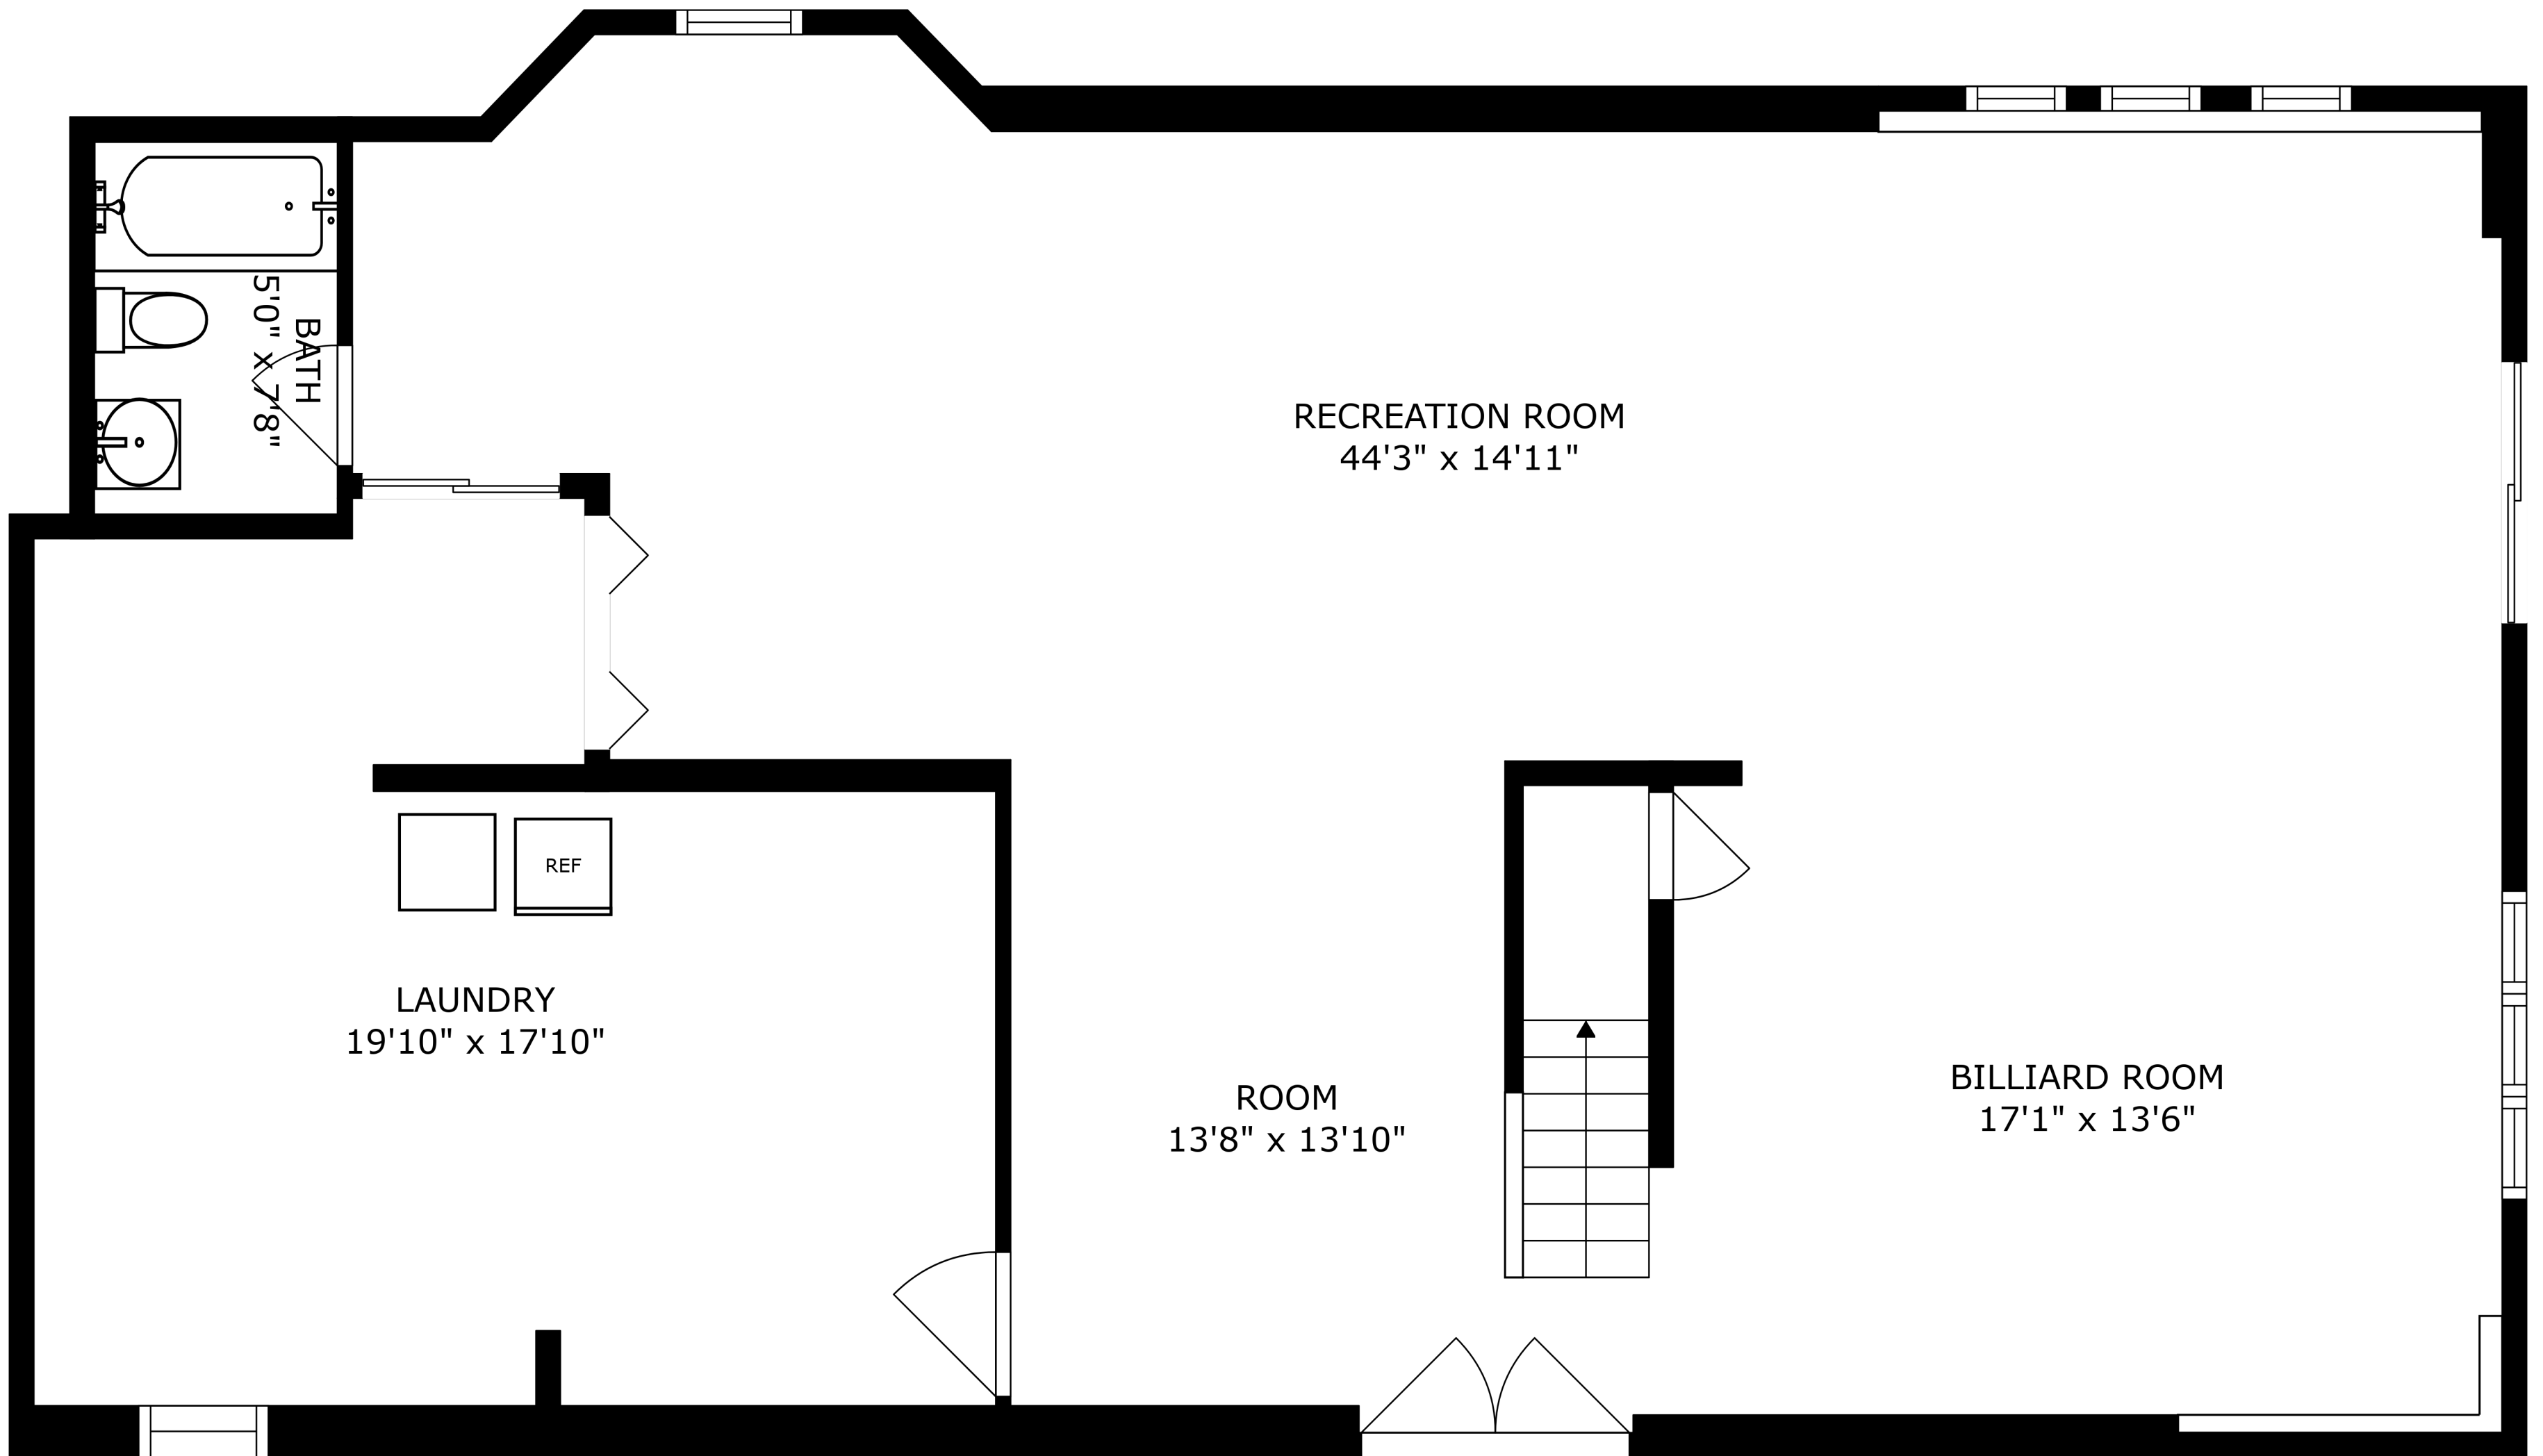 BATH
5'0" x 7'8"
RECREATION ROOM
44'3" x 14'11"
REF
LAUNDRY
19'10" x 17'10"
ROOM
13'8" x 13'10"
BILLIARD ROOM
17'1" x 13'6"